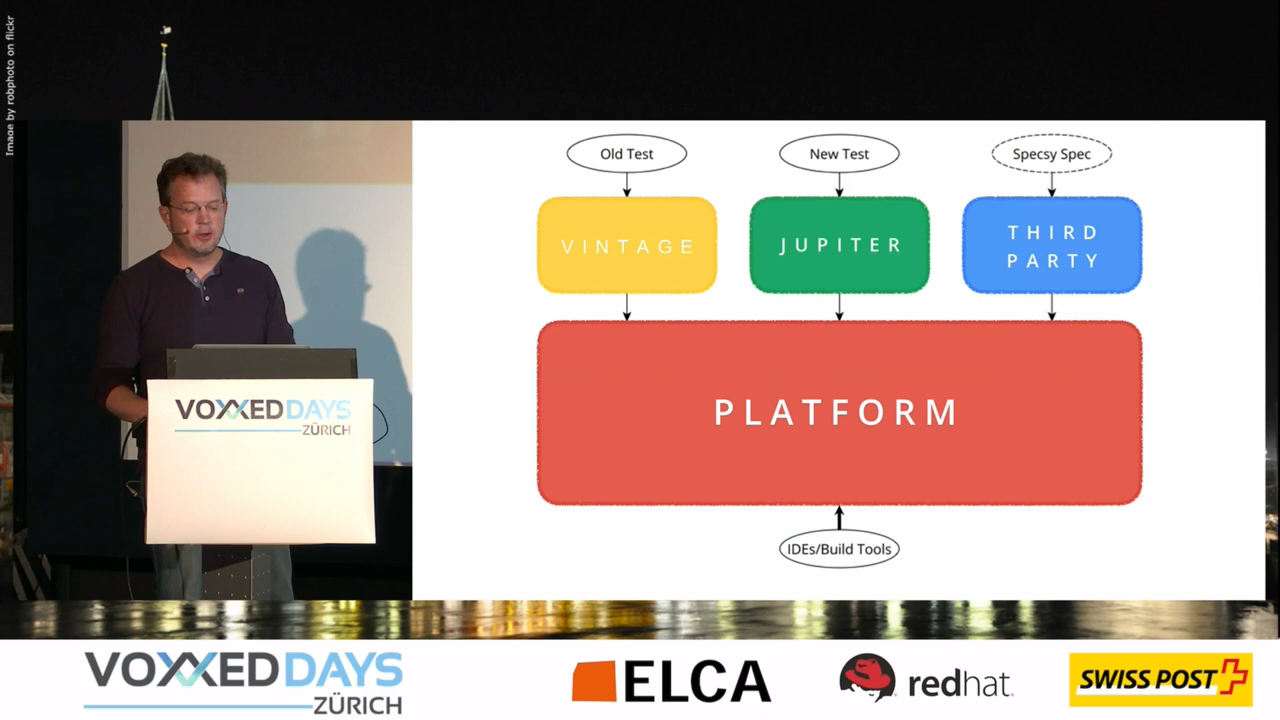 Image by robphoto on flickr
Old Test
New Test
Specsy Spec
VINTAGE
JUPITER
THIRD
PARTY
PLATFORM
IDEs/Build Tools
VOXXED DAYS
ZÜRICH
VOXXED DAYS
ZÜRICH
ELCA
redhat.
SWISS POST